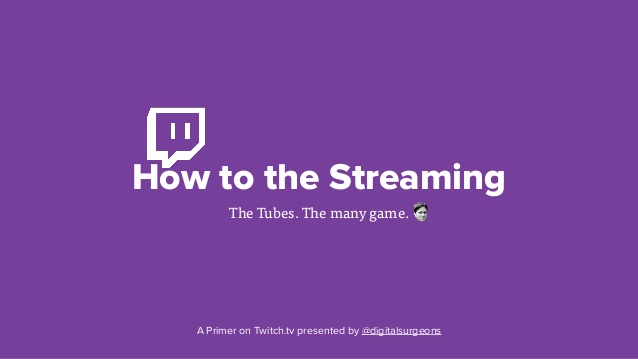 How to the Streaming
The Tubes. The many game.
A Primer on Twitch.tv presented by @digitalsurgeons